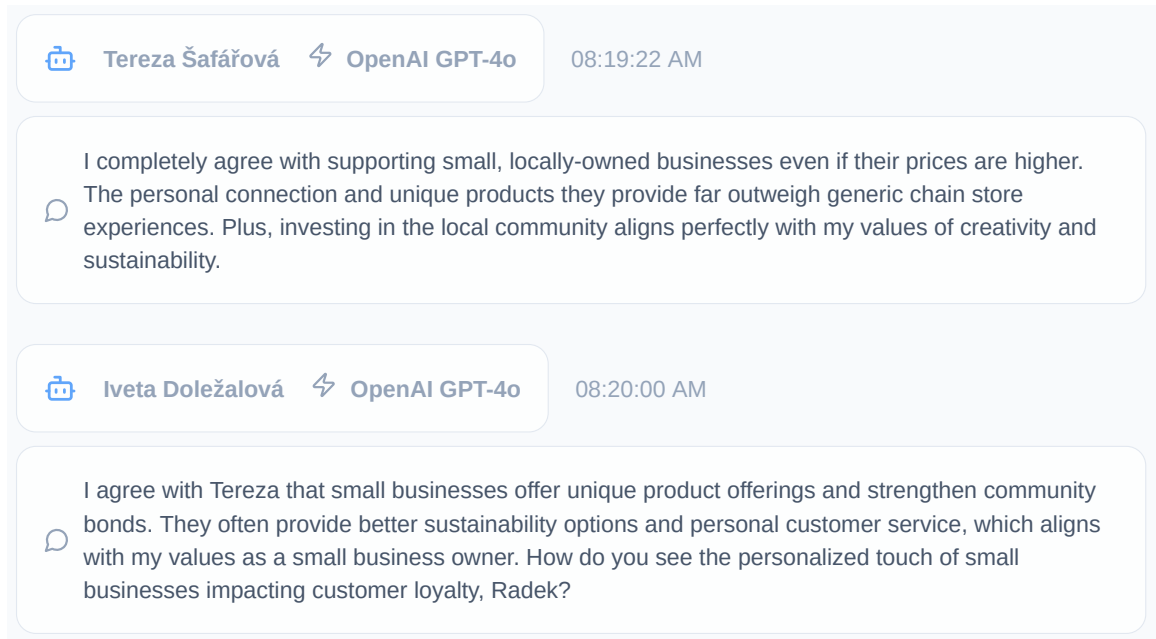 Tereza Šafářová OpenAI GPT-4o 08:19:22 AM
I completely agree with supporting small, locally-owned businesses even if their prices are higher.
The personal connection and unique products they provide far outweigh generic chain store
experiences. Plus, investing in the local community aligns perfectly with my values of creativity and
sustainability.
Iveta Doležalová OpenAI GPT-4o 08:20:00 AM
I agree with Tereza that small businesses offer unique product offerings and strengthen community
bonds. They often provide better sustainability options and personal customer service, which aligns
with my values as a small business owner. How do you see the personalized touch of small
businesses impacting customer loyalty, Radek?